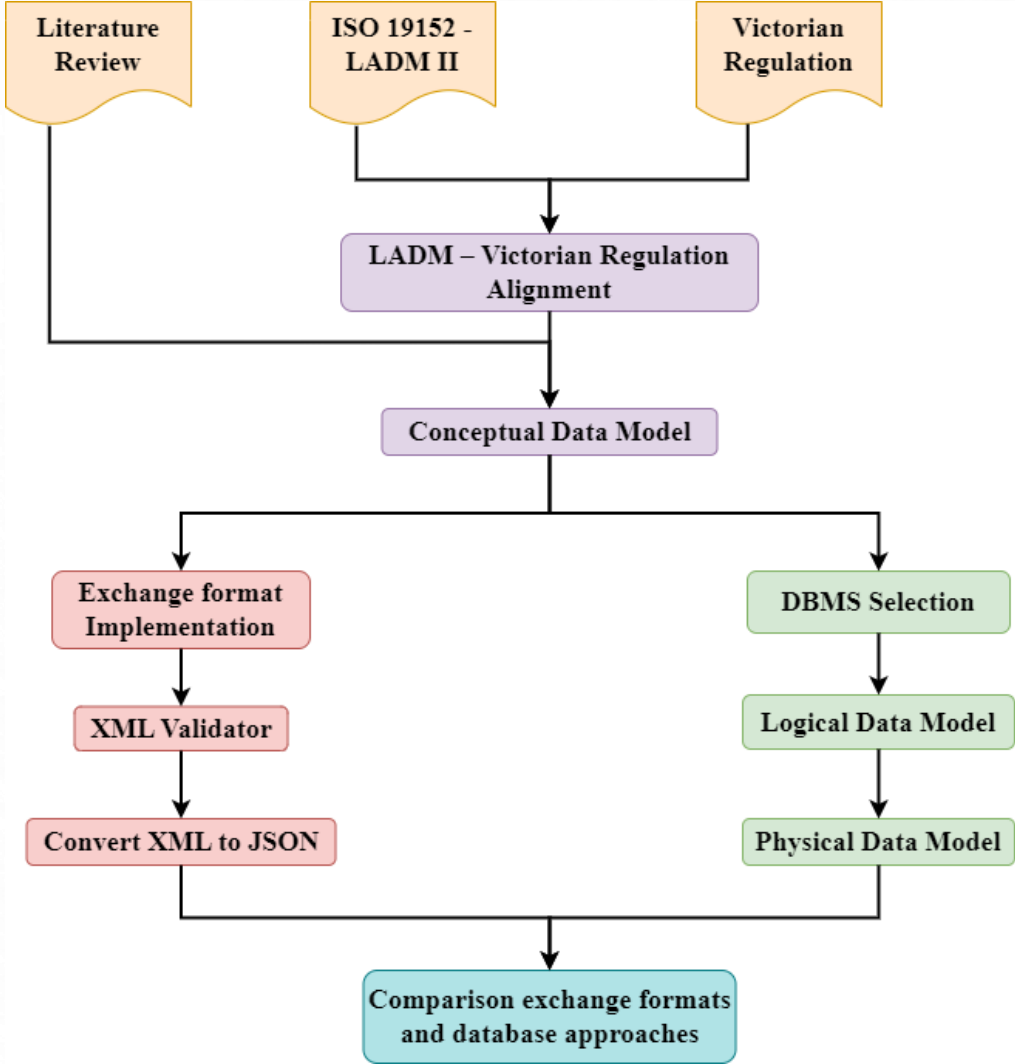 Literature
Review
ISO 19152 -
LADM II
Victorian
Regulation
LADM – Victorian Regulation
Alignment
Conceptual Data Model
Exchange format
Implementation
DBMS Selection
XML Validator
Logical Data Model
Convert XML to JSON
Physical Data Model
Comparison exchange formats
and database approaches